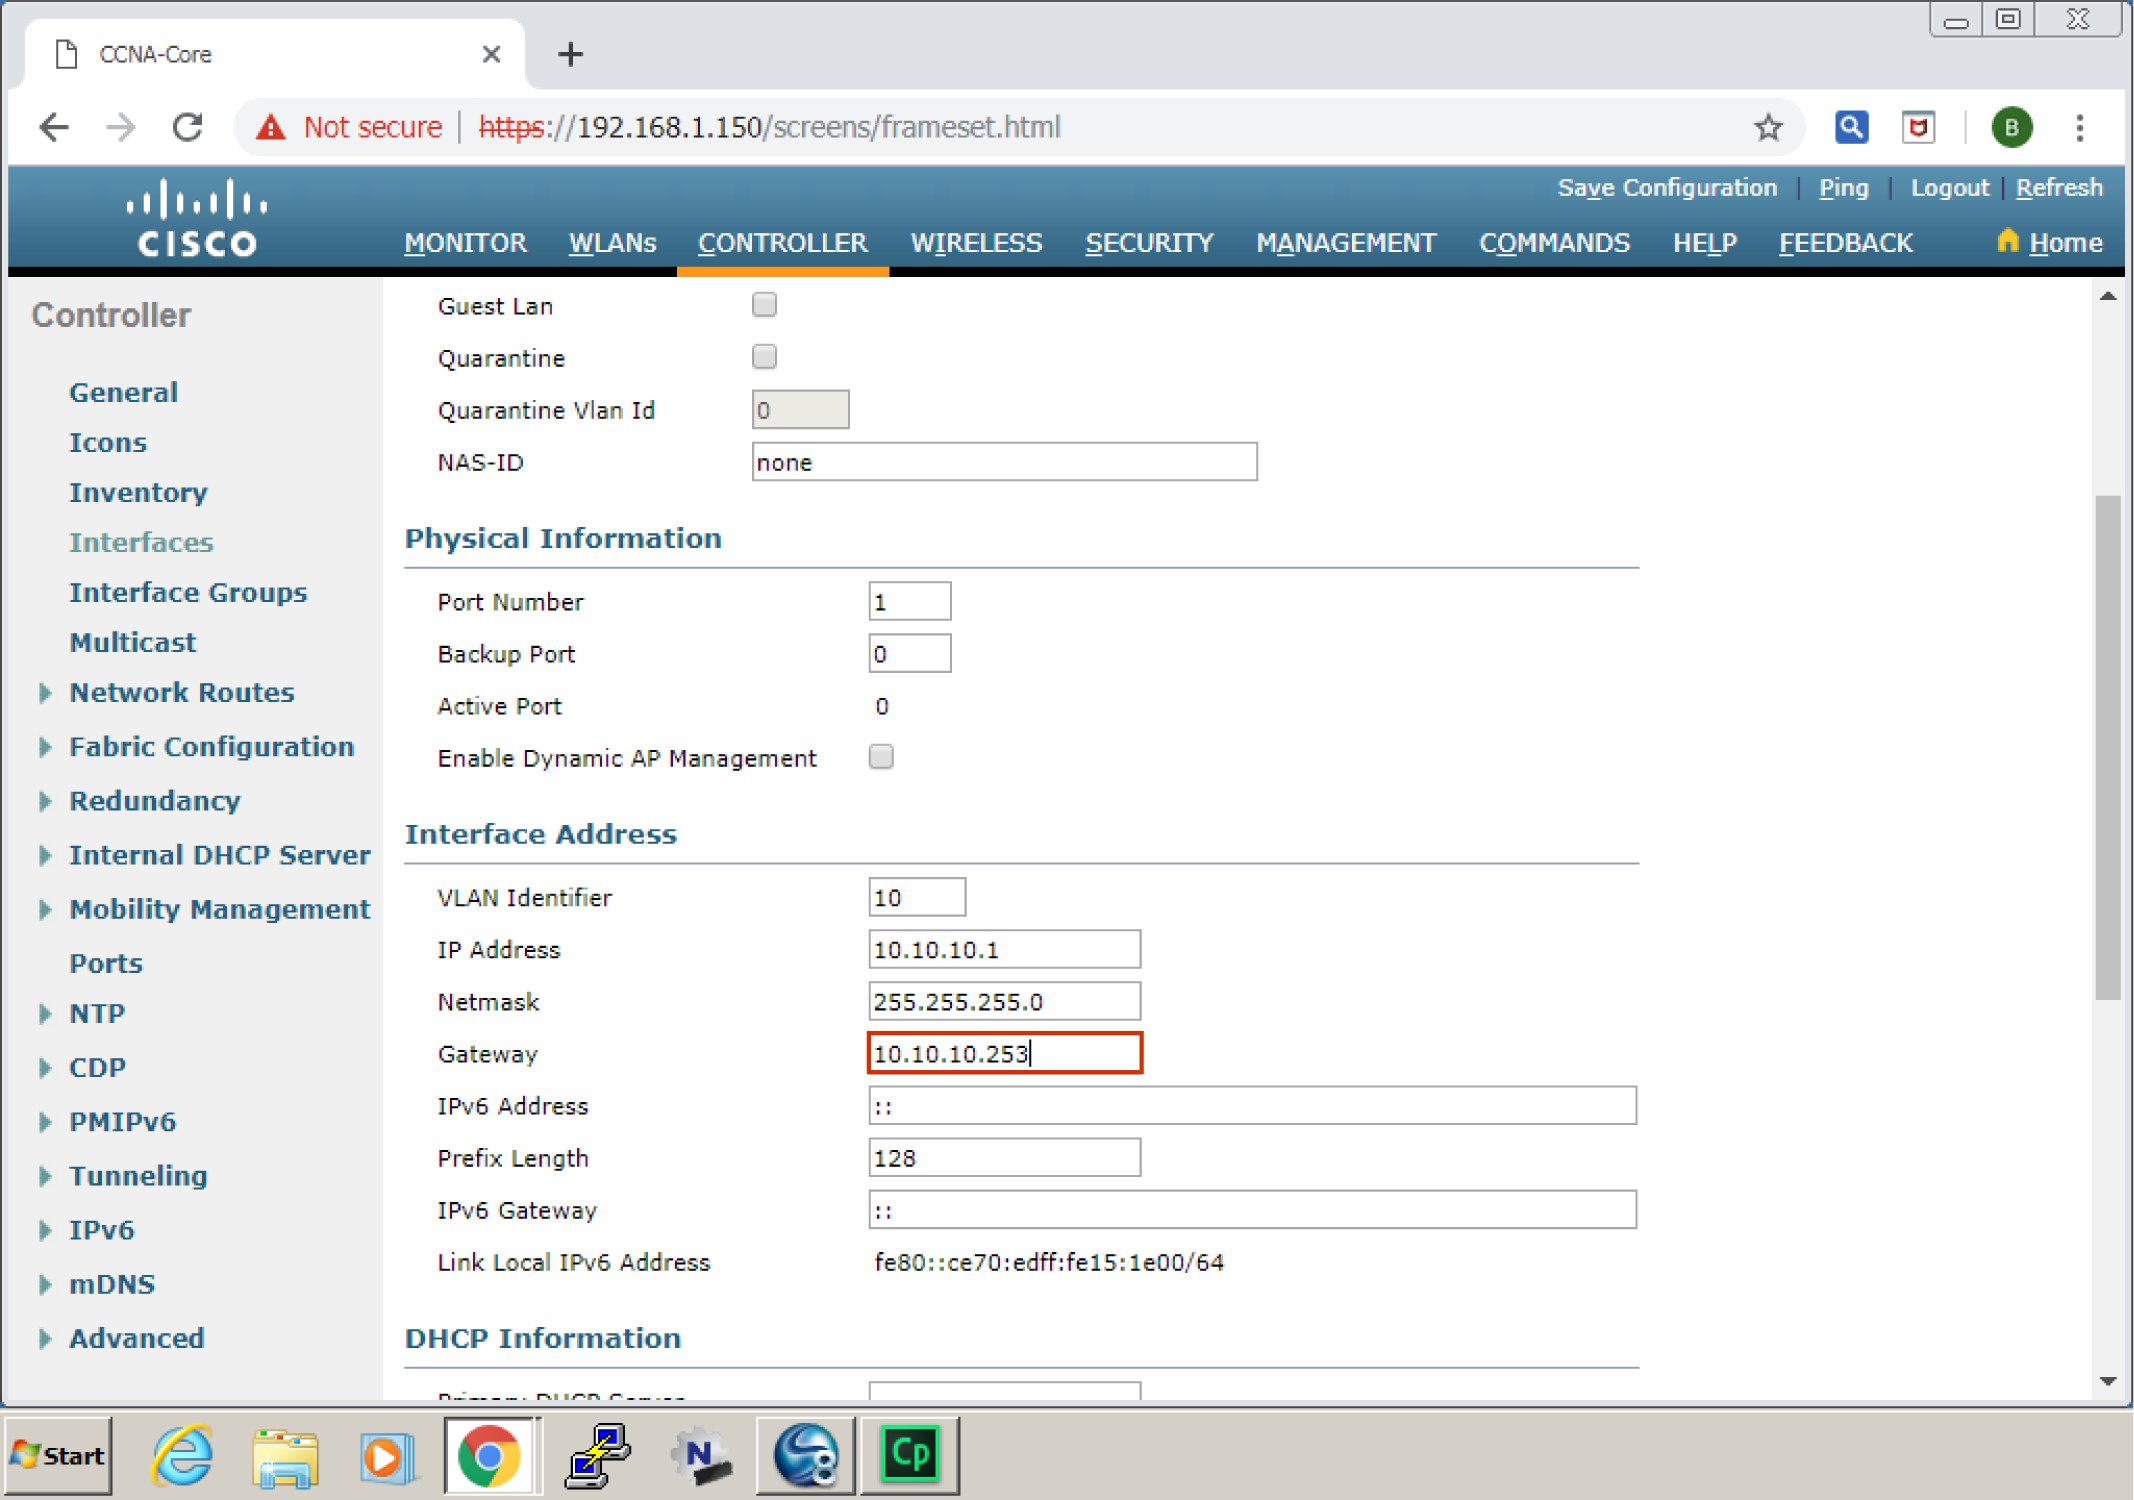 CCNA-Core
Not secure | https://192.168.1.150/screens/frameset.html
B
Save Configuration | Ping | Logout | Refresh
CISCO
MONITOR WLANs CONTROLLER WIRELESS SECURITY MANAGEMENT COMMANDS HELP FEEDBACK Home
Controller
General
Icons
Inventory
Interfaces
Interface Groups
Multicast
Network Routes
Fabric Configuration
Redundancy
Internal DHCP Server
Mobility Management
Ports
NTP
CDP
PMIPv6
Tunneling
IPv6
mDNS
Advanced
Guest Lan
Quarantine
Quarantine Vlan Id 0
NAS-ID none
Physical Information
Port Number 1
Backup Port 0
Active Port 0
Enable Dynamic AP Management
Interface Address
VLAN Identifier 10
IP Address 10.10.10.1
Netmask 255.255.255.0
Gateway 10.10.10.253
IPv6 Address ::
Prefix Length 128
IPv6 Gateway ::
Link Local IPv6 Address fe80::ce70:edff:fe15:1e00/64
DHCP Information
Primary DHCP Server
Start
N
8
Cp